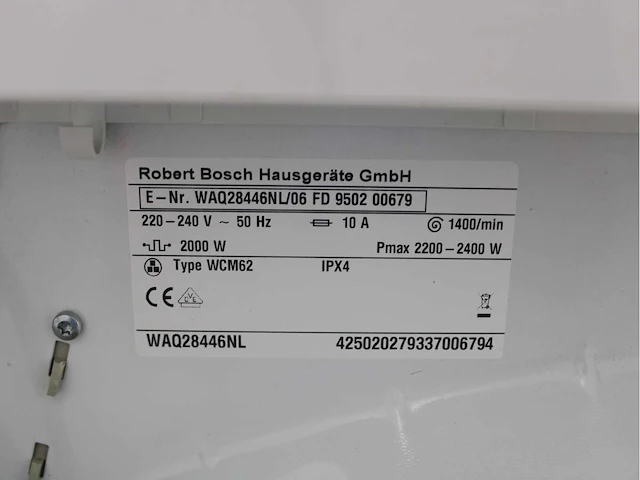 Robert Bosch Hausgeräte GmbH
E-Nr. WAQ28446NL/06 FD 9502 00679
220-240 V ~ 50 Hz 10 A 1400/min
2000 W Pmax 2200-2400 W
Type WCM62 IPX4
CE
WAQ28446NL 425020279337006794